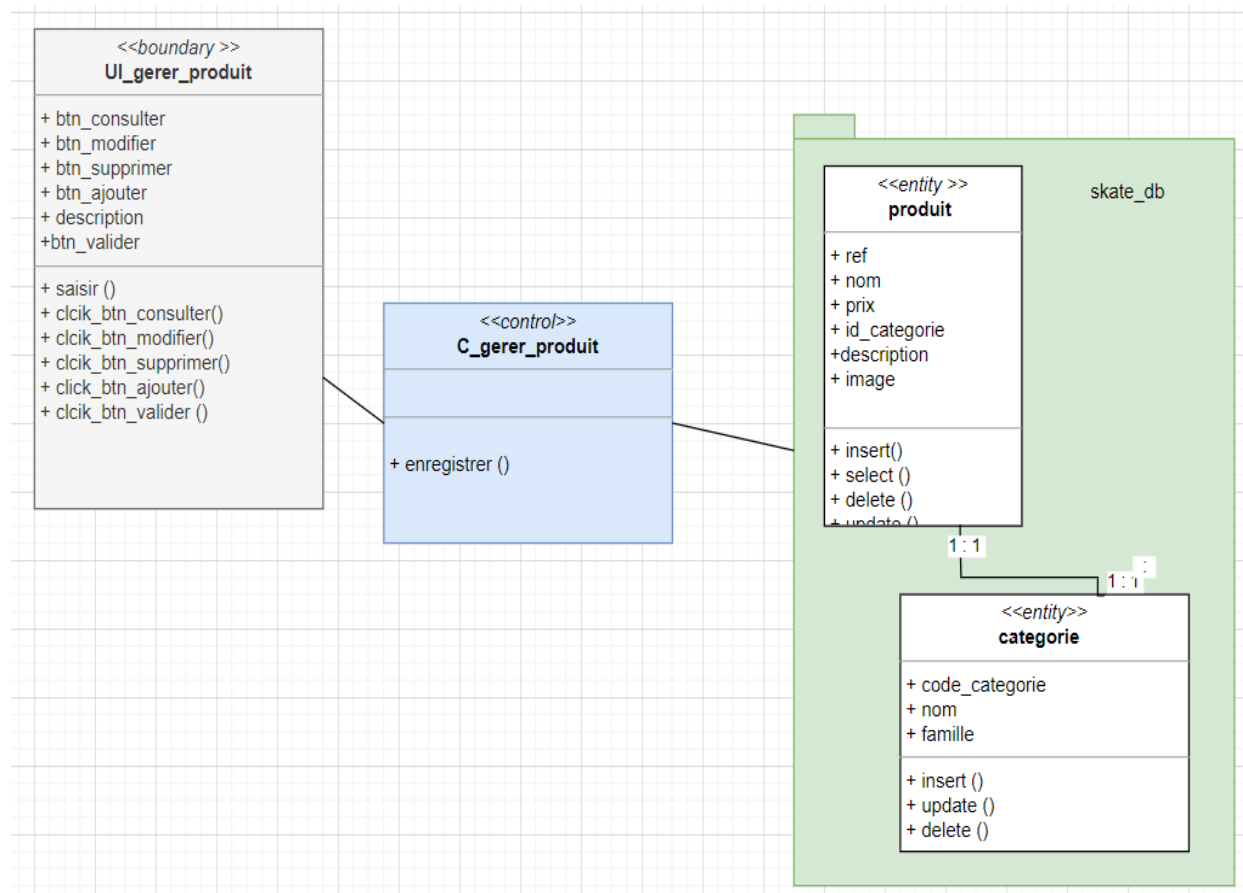 <<boundary >>
UI_gerer_produit
+ btn_consulter
+ btn_modifier
+ btn_supprimer
+ btn_ajouter
+ description
+btn_valider
+ saisir ()
+ clcik_btn_consulter()
+ clcik_btn_modifier()
+ clcik_btn_supprimer()
+ click_btn_ajouter()
+ clcik_btn_valider ()
<<control>>
C_gerer_produit
+ enregistrer ()
skate_db
<<entity >>
produit
+ ref
+ nom
+ prix
+ id_categorie
+description
+ image
+ insert()
+ select ()
+ delete ()
+ update ()
1 : 1
1 :
:
<<entity>>
categorie
+ code_categorie
+ nom
+ famille
+ insert ()
+ update ()
+ delete ()